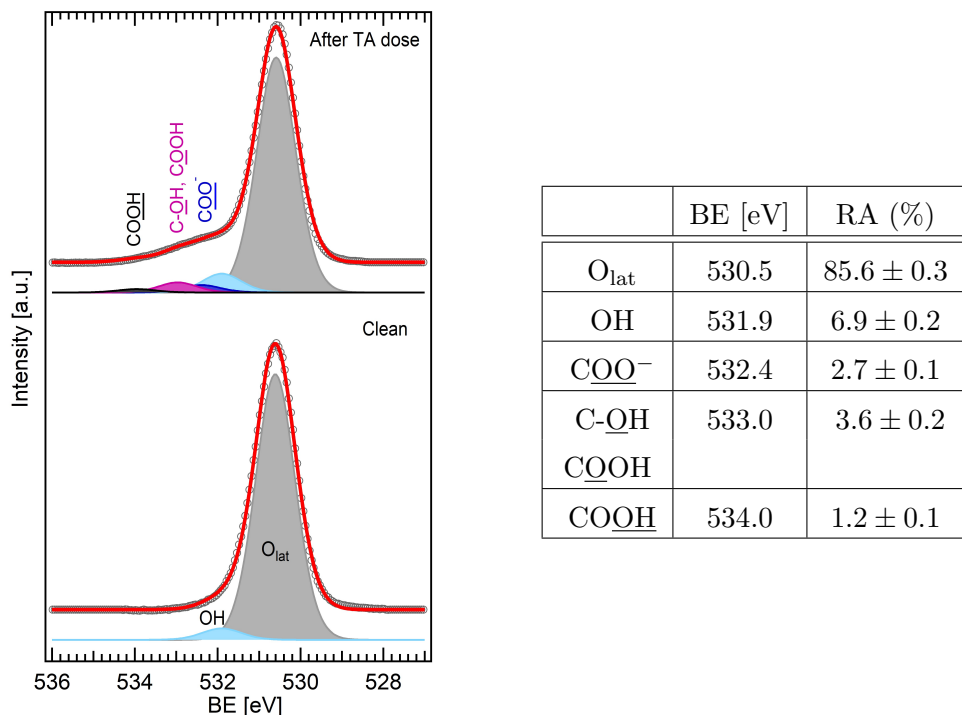 After TA dose
COOH
C-OH, COOH
COO-
Clean
Olat
OH
Intensity [a.u.]
536 534 532 530 528
BE [eV]
BE [eV] RA (%)
Olat 530.5 85.6 ± 0.3
OH 531.9 6.9 ± 0.2
COO− 532.4 2.7 ± 0.1
C-OH 533.0 3.6 ± 0.2
COOH
COOH 534.0 1.2 ± 0.1